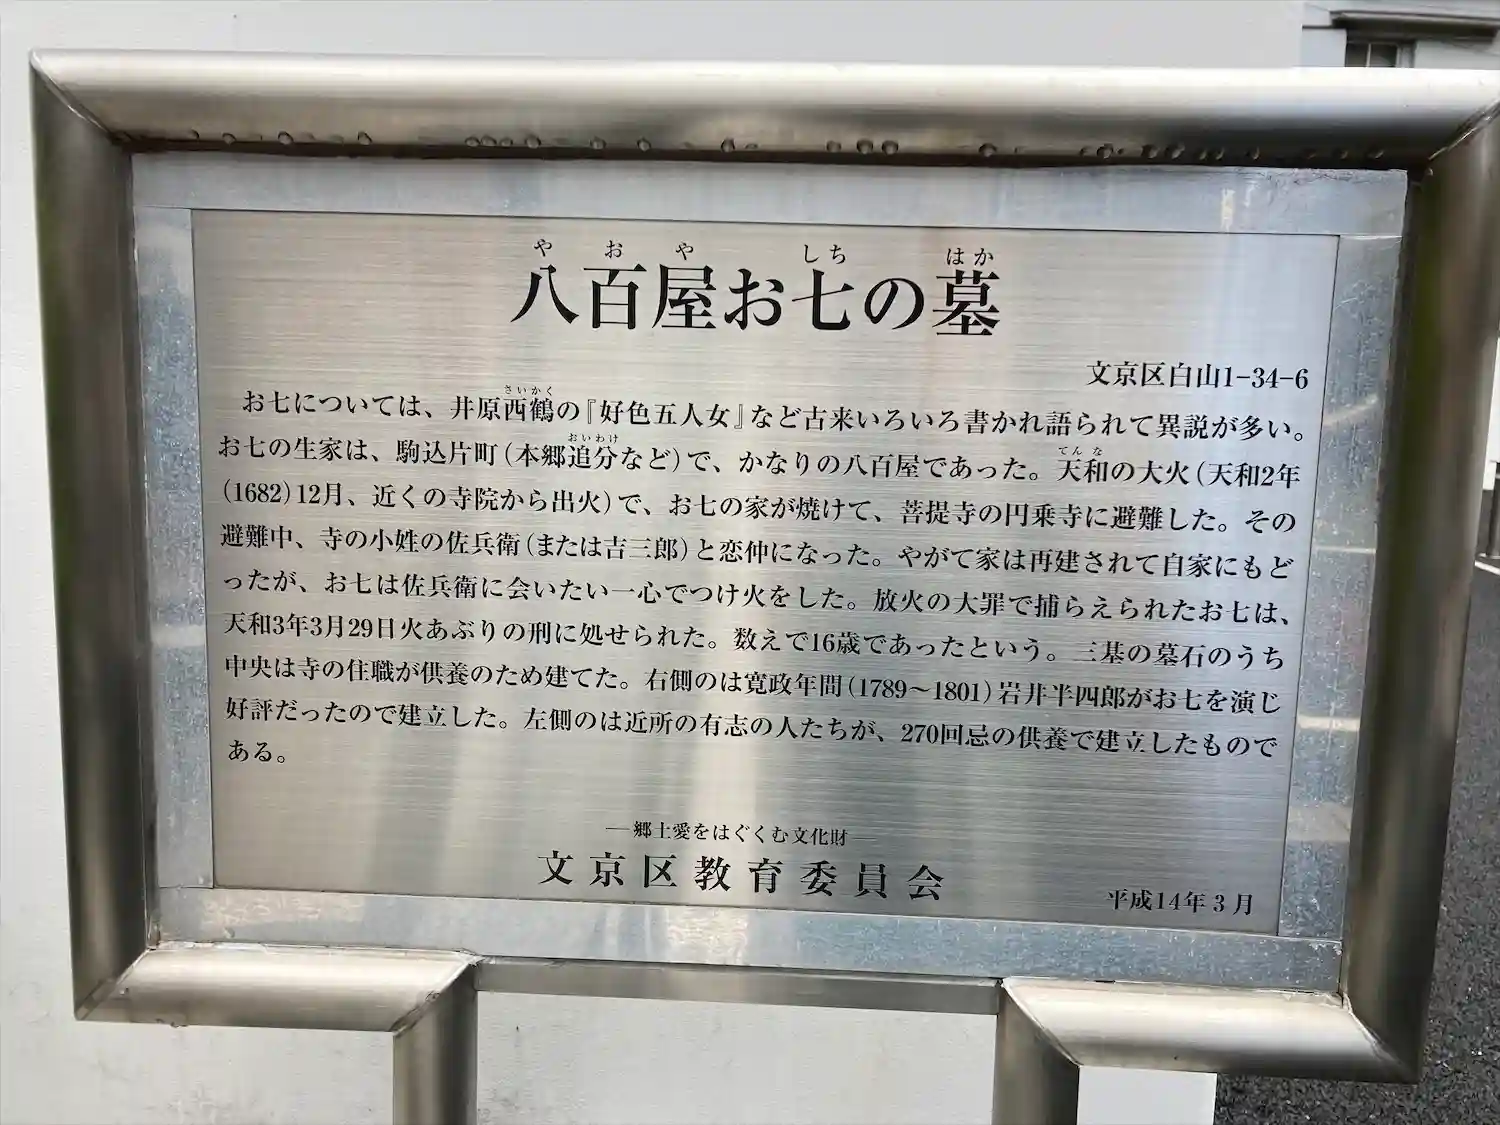 八百屋お七の墓
文京区白山1-34-6
お七については、井原西鶴の『好色五人女』など古来いろいろ書かれ語られて異説が多い。
お七の生家は、駒込片町(本郷追分など)で、かなりの八百屋であった。天和の大火(天和2年
(1682)12月、近くの寺院から出火)で、お七の家が焼けて、菩提寺の円乗寺に避難した。その
避難中、寺の小姓の佐兵衛(または吉三郎)と恋仲になった。やがて家は再建されて自家にもど
ったが、お七は佐兵衛に会いたい一心でつけ火をした。放火の大罪で捕らえられたお七は、
天和3年3月29日火あぶりの刑に処せられた。数えで16歳であったという。三基の墓石のうち
中央は寺の住職が供養のため建てた。右側のは寛政年間(1789～1801)岩井半四郎がお七を演じ
好評だったので建立した。左側のは近所の有志の人たちが、270回忌の供養で建立したもので
ある。
―郷土愛をはぐくむ文化財―
文京区教育委員会
平成14年3月